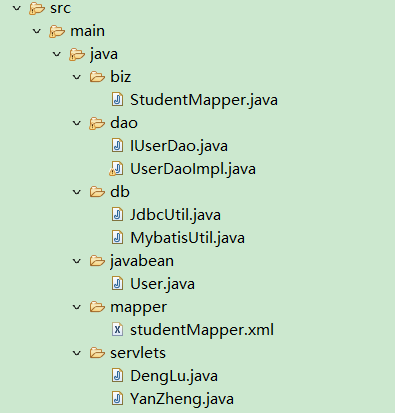 src
main
java
biz
StudentMapper.java
dao
IUserDao.java
UserDaoImpl.java
db
JdbcUtil.java
MybatisUtil.java
javabean
User.java
mapper
studentMapper.xml
servlets
DengLu.java
YanZheng.java